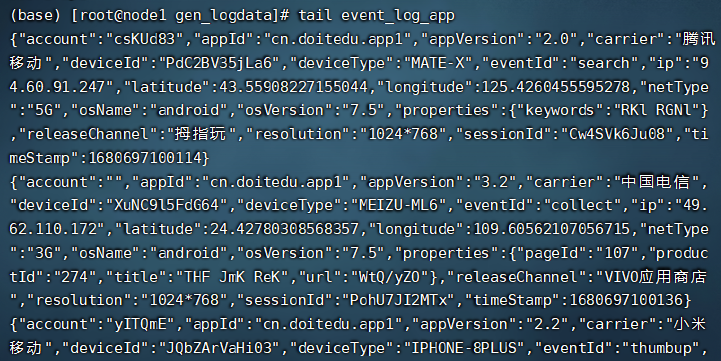 (base) [root@node1 gen_logdata]# tail event_log_app
{"account":"csKUd83","appId":"cn.doitedu.app1","appVersion":"2.0","carrier":"腾讯
移动","deviceId":"PdC2BV35jLa6","deviceType":"MATE-X","eventId":"search","ip":"9
4.60.91.247","latitude":43.55908227155044,"longitude":125.4260455595278,"netType
":"5G","osName":"android","osVersion":"7.5","properties":{"keywords":"RKl RGNl"}
,"releaseChannel":"拇指玩","resolution":"1024*768","sessionId":"Cw4SVk6Ju08","ti
meStamp":1680697100114}
{"account":"","appId":"cn.doitedu.app1","appVersion":"3.2","carrier":"中国电信",
"deviceId":"XuNC9l5FdG64","deviceType":"MEIZU-ML6","eventId":"collect","ip":"49.
62.110.172","latitude":24.42780308568357,"longitude":109.60562107056715,"netType
":"3G","osName":"android","osVersion":"7.5","properties":{"pageId":"107","produc
tId":"274","title":"THF JmK ReK","url":"WtQ/yZO"},"releaseChannel":"VIVO应用商店
","resolution":"1024*768","sessionId":"PohU7JI2MTx","timeStamp":1680697100136}
{"account":"yITQmE","appId":"cn.doitedu.app1","appVersion":"2.2","carrier":"小米
移动","deviceId":"JQbZArVaHi03","deviceType":"IPHONE-8PLUS","eventId":"thumbup",